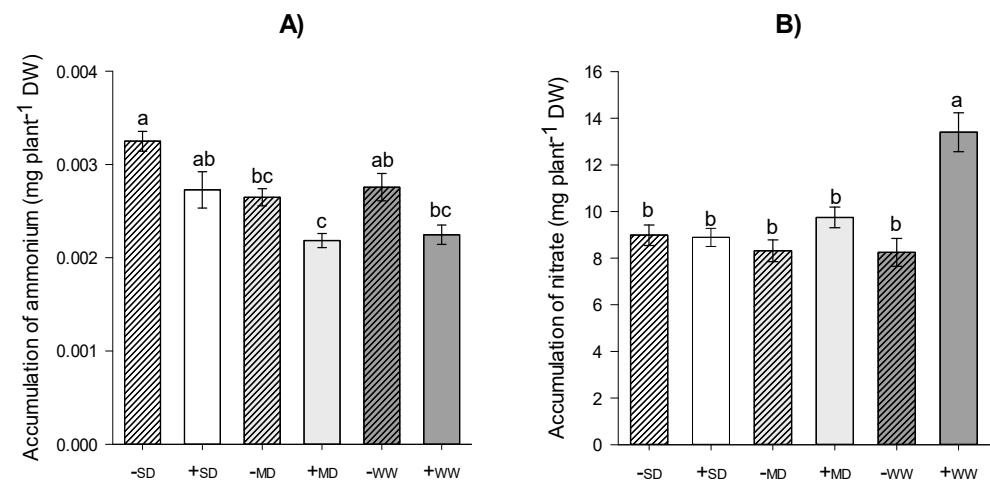 A)
Accumulation of ammonium (mg plant⁻¹ DW)
0.004
0.003
0.002
0.001
0.000
a
ab
bc
c
ab
bc
-SD +SD -MD +MD -WW +WW
B)
Accumulation of nitrate (mg plant⁻¹ DW)
16
14
12
10
8
6
4
2
0
b
b
b
b
b
a
-SD +SD -MD +MD -WW +WW